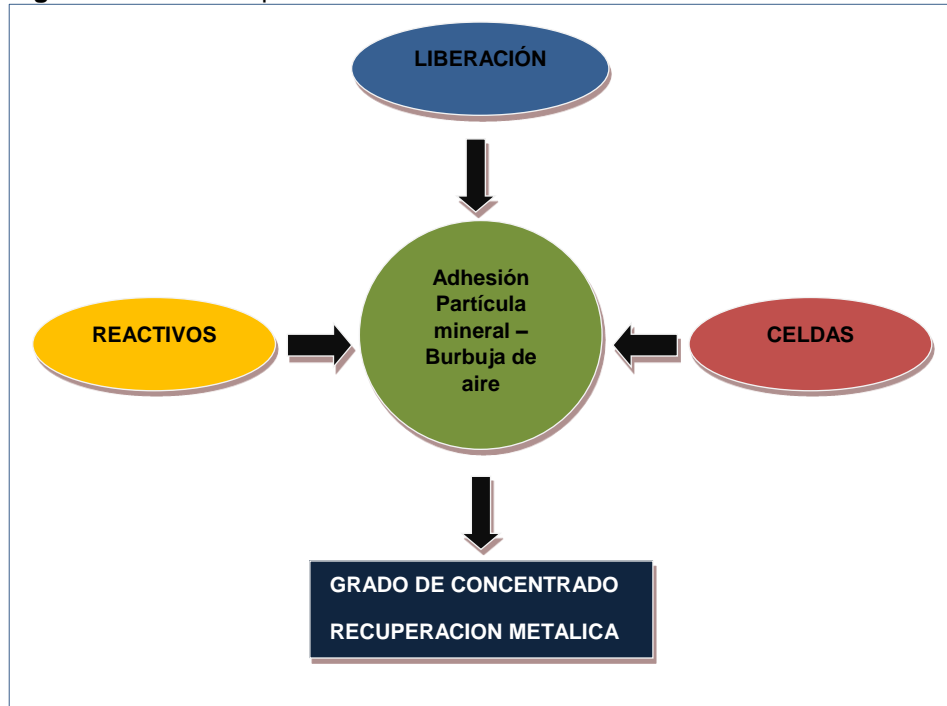 LIBERACIÓN
REACTIVOS
Adhesión
Partícula
mineral –
Burbuja de
aire
CELDAS
GRADO DE CONCENTRADO
RECUPERACION METALICA